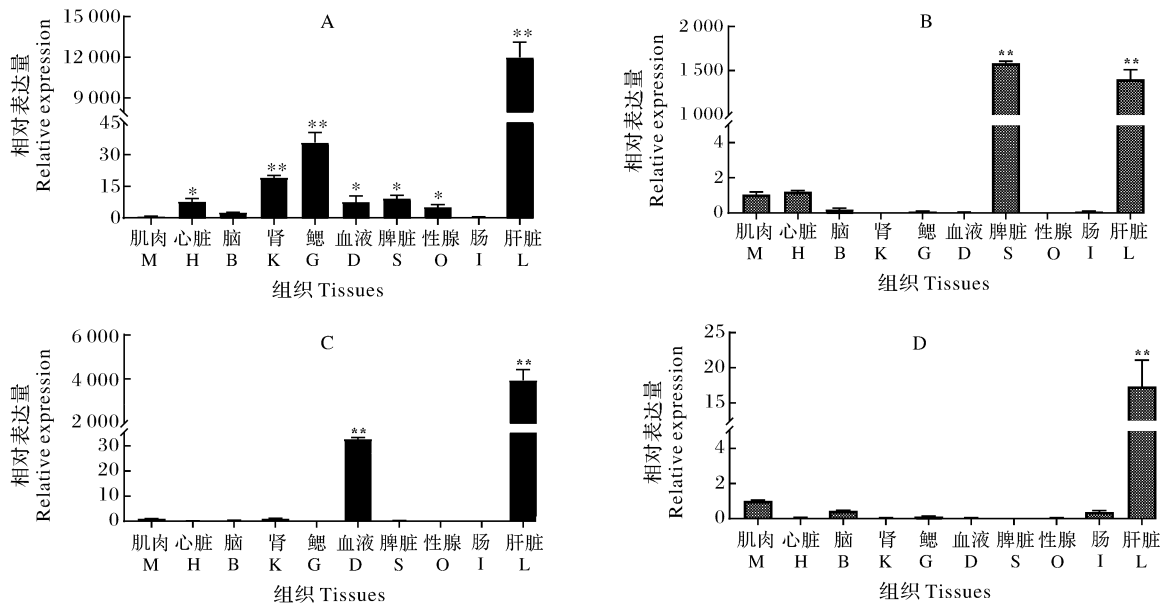 A
相对表达量
Relative expression
15 000
12 000
9 000
45
30
15
0
*
**
**
*
*
*
**
肌肉 心脏 脑 肾 鳃 血液 脾脏 性腺 肠 肝脏
M H B K G D S O I L
组织 Tissues
B
相对表达量
Relative expression
2 000
1 500
1 000
4
2
0
**
**
肌肉 心脏 脑 肾 鳃 血液 脾脏 性腺 肠 肝脏
M H B K G D S O I L
组织 Tissues
C
相对表达量
Relative expression
6 000
4 000
2 000
30
20
10
0
**
**
肌肉 心脏 脑 肾 鳃 血液 脾脏 性腺 肠 肝脏
M H B K G D S O I L
组织 Tissues
D
相对表达量
Relative expression
25
20
15
4
2
0
**
肌肉 心脏 脑 肾 鳃 血液 脾脏 性腺 肠 肝脏
M H B K G D S O I L
组织 Tissues